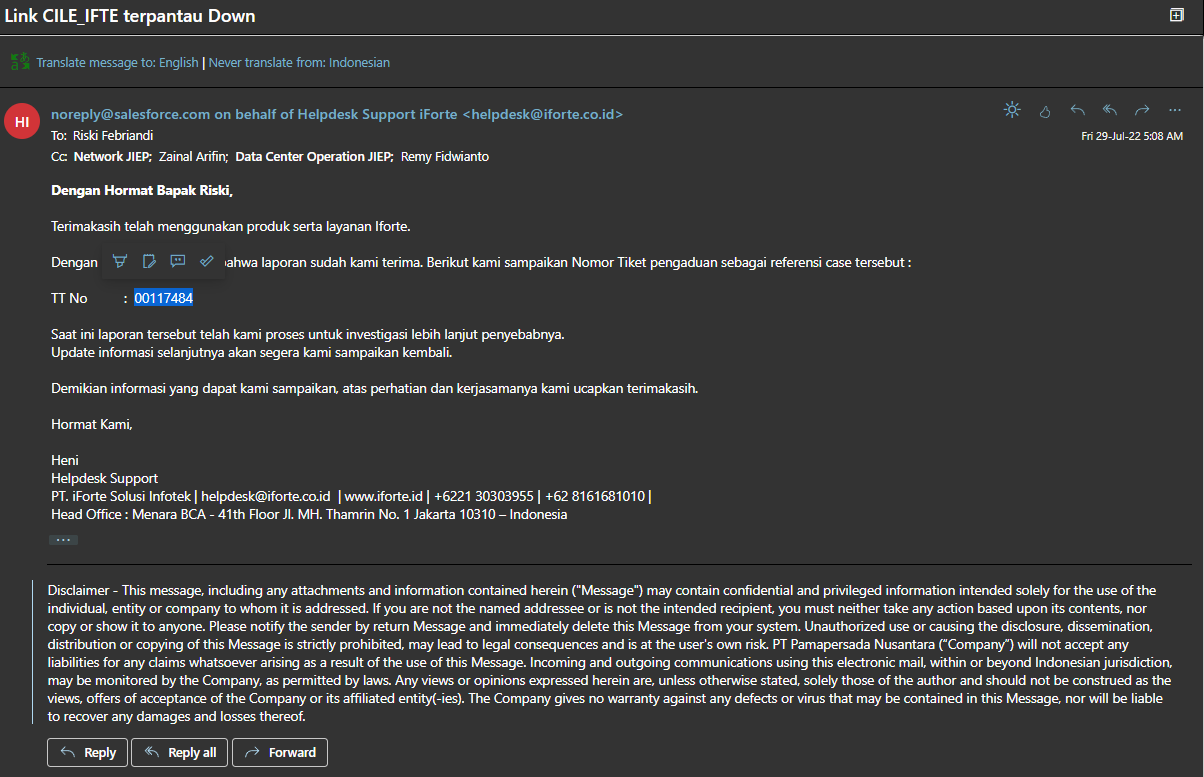 Link CILE_IFTE terpantau Down
Translate message to: English | Never translate from: Indonesian
HI
noreply@salesforce.com on behalf of Helpdesk Support iForte <helpdesk@iforte.co.id>
To: Riski Febriandi
Fri 29-Jul-22 5:08 AM
Cc: Network JIEP; Zainal Arifin; Data Center Operation JIEP; Remy Fidwianto
Dengan Hormat Bapak Riski,
Terimakasih telah menggunakan produk serta layanan Iforte.
Dengan ahwa laporan sudah kami terima. Berikut kami sampaikan Nomor Tiket pengaduan sebagai referensi case tersebut :
TT No : 00117484
Saat ini laporan tersebut telah kami proses untuk investigasi lebih lanjut penyebabnya.
Update informasi selanjutnya akan segera kami sampaikan kembali.
Demikian informasi yang dapat kami sampaikan, atas perhatian dan kerjasamanya kami ucapkan terimakasih.
Hormat Kami,
Heni
Helpdesk Support
PT. iForte Solusi Infotek | helpdesk@iforte.co.id | www.iforte.id | +6221 30303955 | +62 8161681010 |
Head Office : Menara BCA - 41th Floor Jl. MH. Thamrin No. 1 Jakarta 10310 – Indonesia
Disclaimer - This message, including any attachments and information contained herein ("Message") may contain confidential and privileged information intended solely for the use of the
individual, entity or company to whom it is addressed. If you are not the named addressee or is not the intended recipient, you must neither take any action based upon its contents, nor
copy or show it to anyone. Please notify the sender by return Message and immediately delete this Message from your system. Unauthorized use or causing the disclosure, dissemination,
distribution or copying of this Message is strictly prohibited, may lead to legal consequences and is at the user's own risk. PT Pamapersada Nusantara (“Company”) will not accept any
liabilities for any claims whatsoever arising as a result of the use of this Message. Incoming and outgoing communications using this electronic mail, within or beyond Indonesian jurisdiction,
may be monitored by the Company, as permitted by laws. Any views or opinions expressed herein are, unless otherwise stated, solely those of the author and should not be construed as the
views, offers of acceptance of the Company or its affiliated entity(-ies). The Company gives no warranty against any defects or virus that may be contained in this Message, nor will be liable
to recover any damages and losses thereof.
Reply Reply all Forward